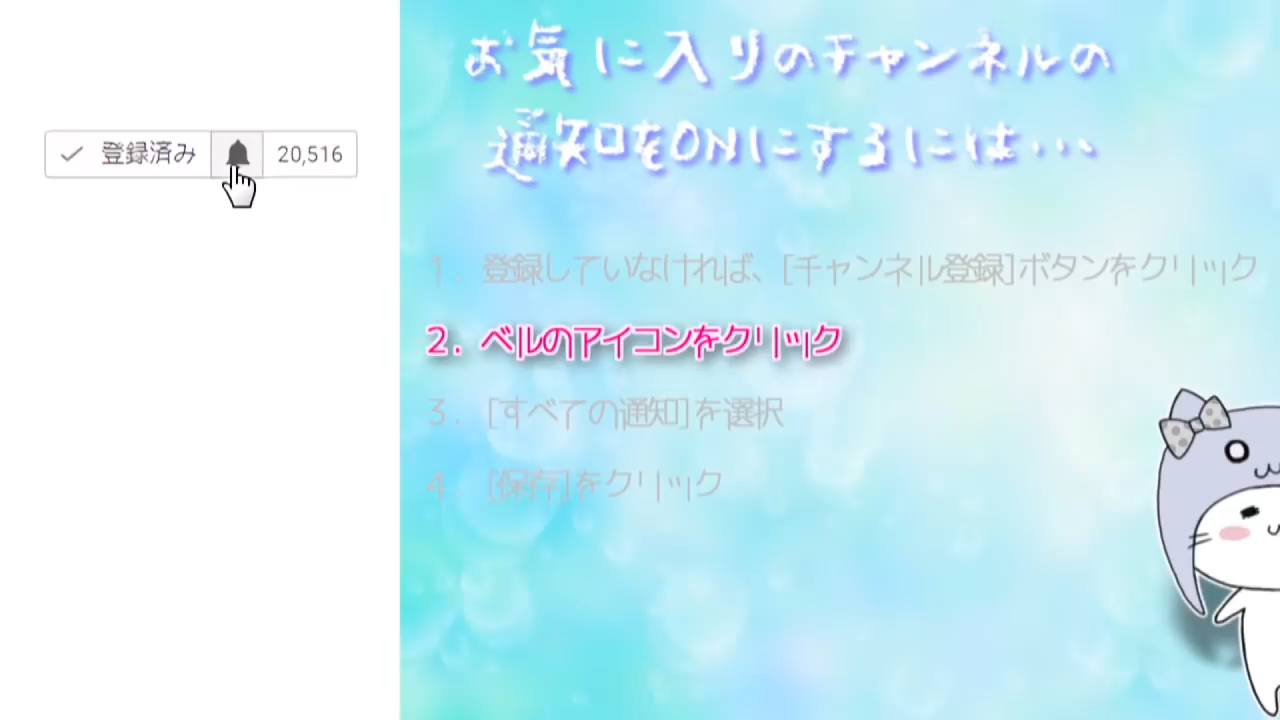 登録済み 20,516
お気に入りのチャンネルの
通知をONにするには・・・
1. 登録していなければ、[チャンネル登録]ボタンをクリック
2. ベルのアイコンをクリック
3. [すべての通知]を選択
4. [保存]をクリック